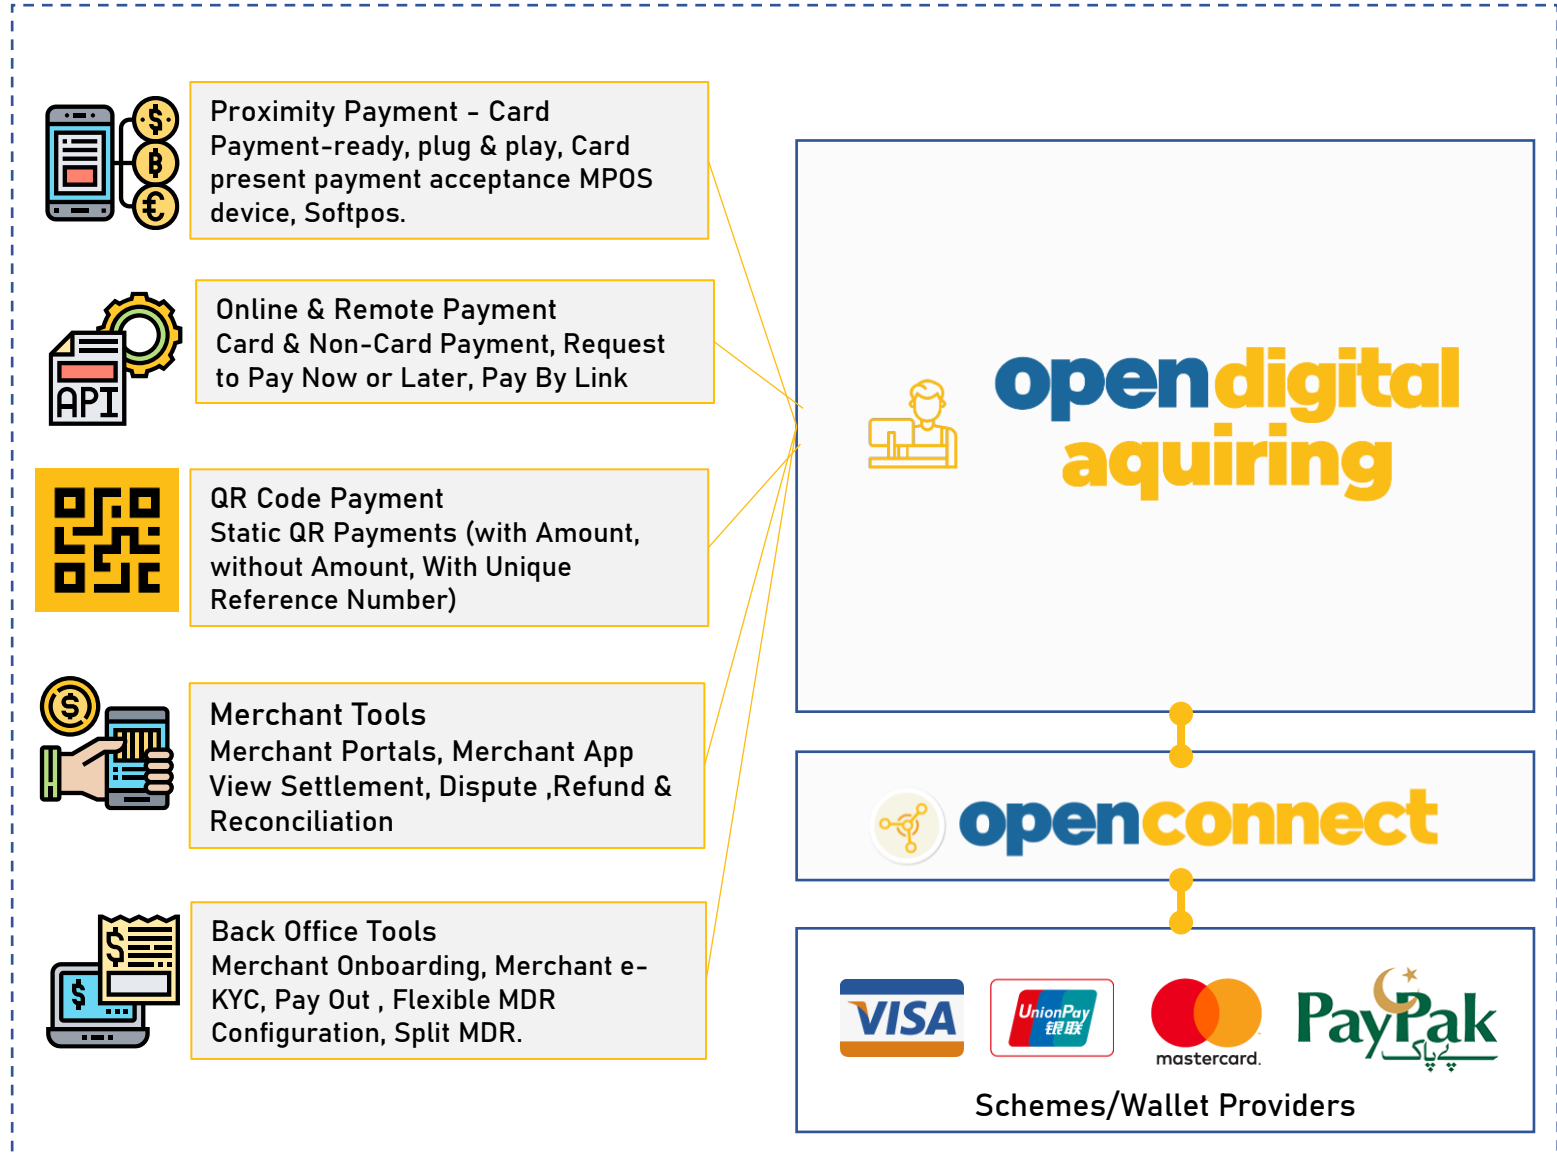 Proximity Payment - Card
Payment-ready, plug & play, Card
present payment acceptance MPOS
device, Softpos.
API
Online & Remote Payment
Card & Non-Card Payment, Request
to Pay Now or Later, Pay By Link
QR Code Payment
Static QR Payments (with Amount,
without Amount, With Unique
Reference Number)
Merchant Tools
Merchant Portals, Merchant App
View Settlement, Dispute ,Refund &
Reconciliation
Back Office Tools
Merchant Onboarding, Merchant e-
KYC, Pay Out , Flexible MDR
Configuration, Split MDR.
opendigital
aquiring
openconnect
VISA
UnionPay
银联
mastercard.
PayPak
پے پاک
Schemes/Wallet Providers